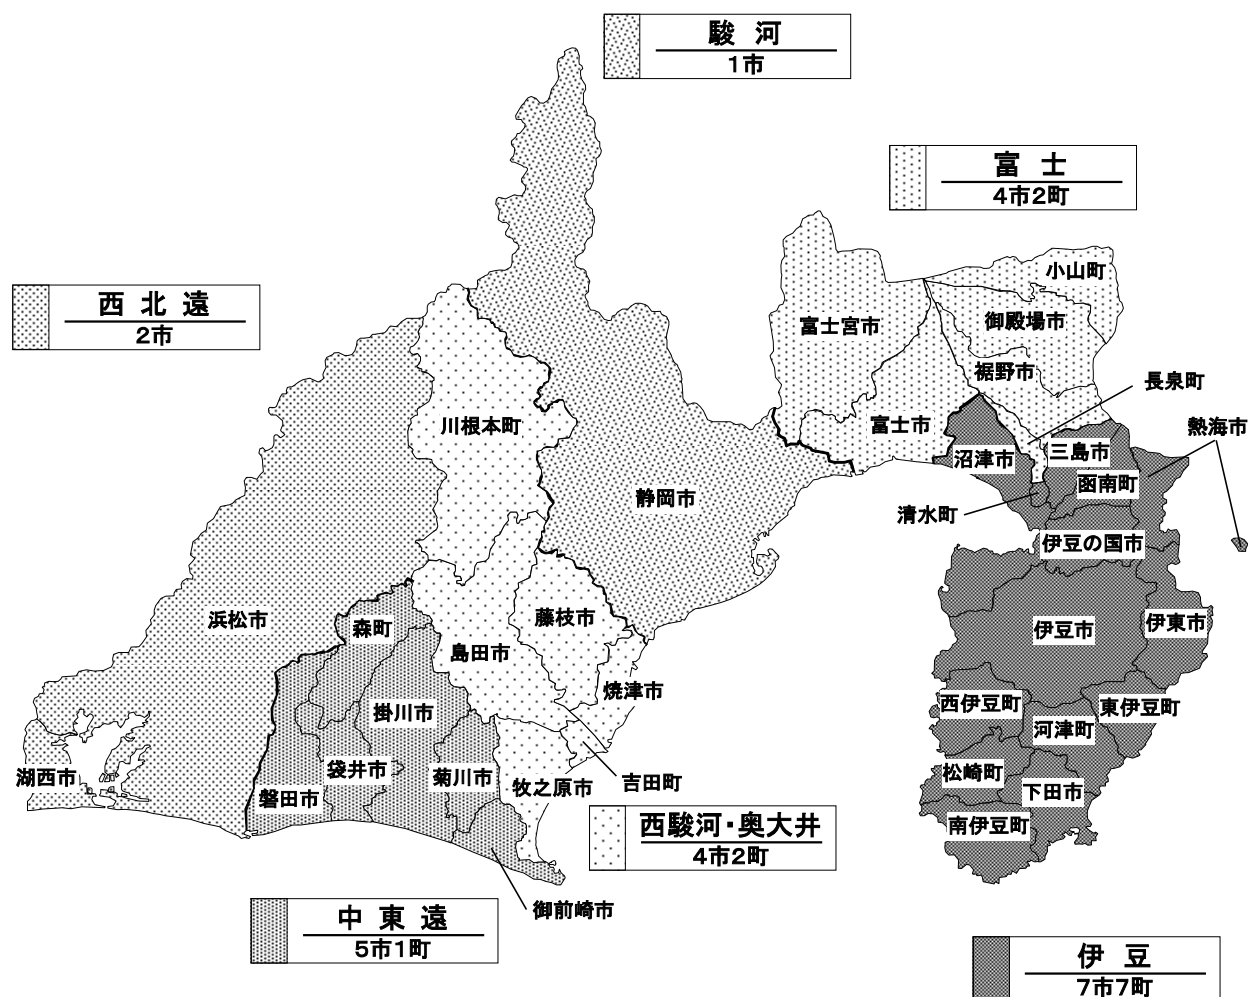 駿河
1市
富士
4市2町
小山町
西北遠
2市
富士宮市
御殿場市
裾野市
長泉町
川根本町
富士市
熱海市
沼津市
三島市
函南町
静岡市
清水町
伊豆の国市
浜松市
藤枝市
森町
伊豆市
伊東市
島田市
焼津市
西伊豆町
東伊豆町
掛川市
河津町
湖西市
袋井市
菊川市
松崎町
吉田町
牧之原市
磐田市
下田市
西駿河・奥大井
4市2町
南伊豆町
御前崎市
中東遠
5市1町
伊豆
7市7町